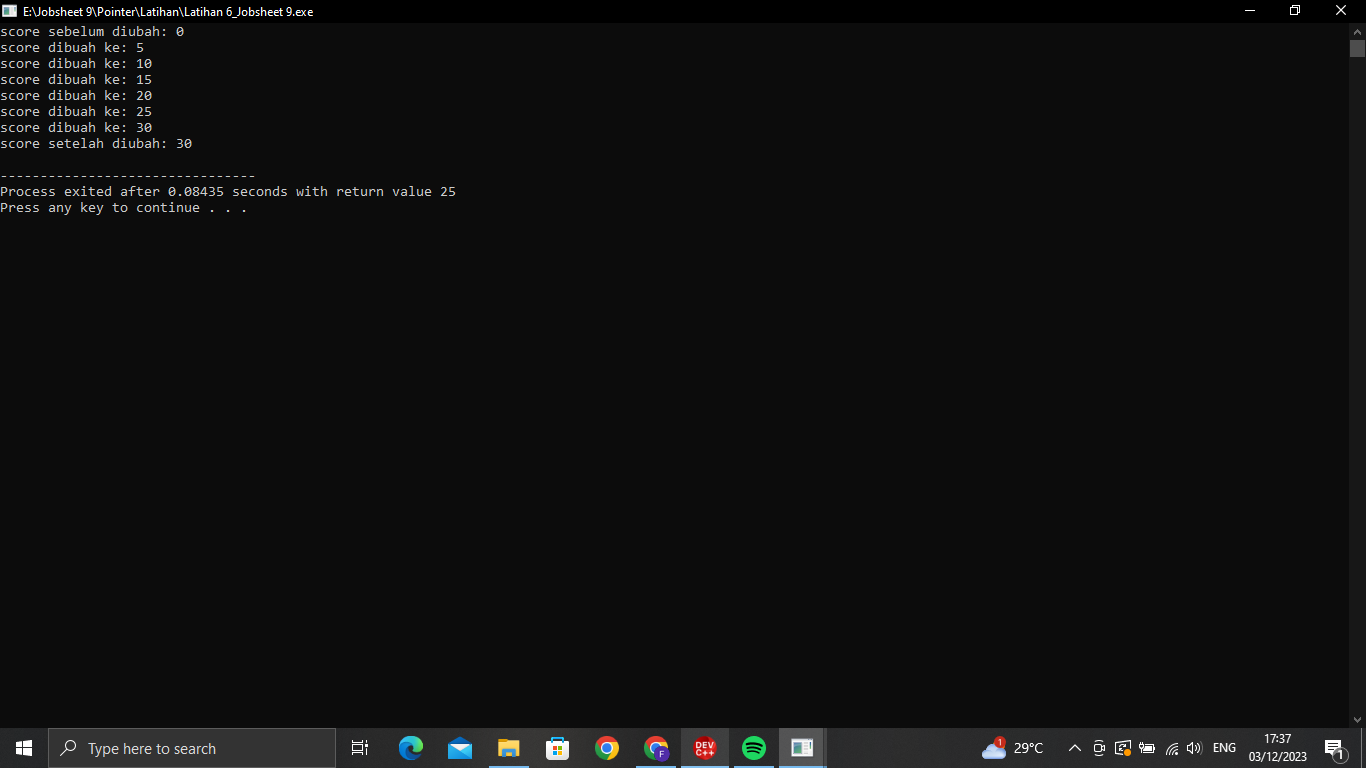 E:\Jobsheet 9\Pointer\Latihan\Latihan 6_Jobsheet 9.exe
score sebelum diubah: 0
score dibuah ke: 5
score dibuah ke: 10
score dibuah ke: 15
score dibuah ke: 20
score dibuah ke: 25
score dibuah ke: 30
score setelah diubah: 30
--------------------------------
Process exited after 0.08435 seconds with return value 25
Press any key to continue . . .
Type here to search
DEV C++
F
1
29°C
ENG
17:37
03/12/2023
1